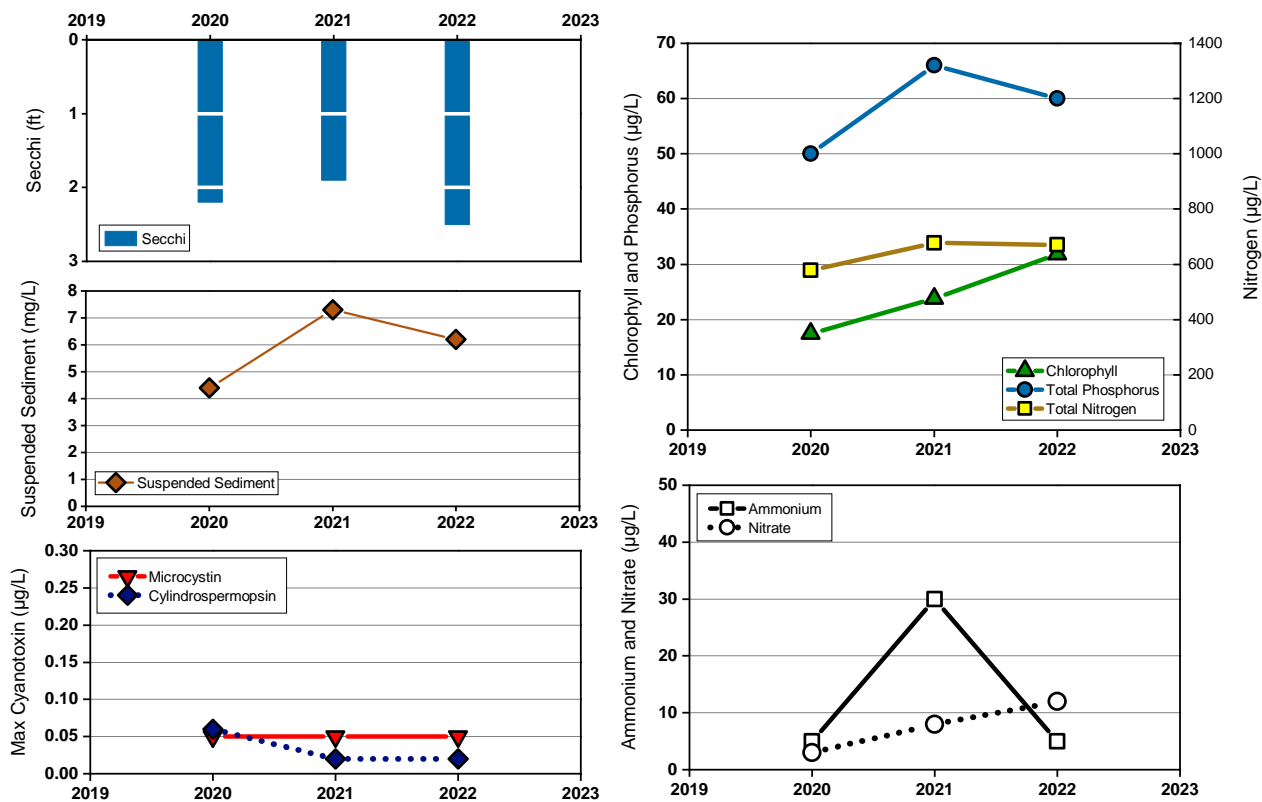 2019 2020 2021 2022 2023
0
1
2
3
Secchi (ft)
Secchi
8
7
6
5
4
3
2
1
0
Suspended Sediment (mg/L)
Suspended Sediment
2019 2020 2021 2022 2023
0.30
0.25
0.20
0.15
0.10
0.05
0.00
Max Cyanotoxin (µg/L)
Microcystin
Cylindrospermopsin
2019 2020 2021 2022 2023
70
60
50
40
30
20
10
0
Chlorophyll and Phosphorus (µg/L)
1400
1200
1000
800
600
400
200
0
Nitrogen (µg/L)
Chlorophyll
Total Phosphorus
Total Nitrogen
2019 2020 2021 2022 2023
50
40
30
20
10
0
Ammonium and Nitrate (µg/L)
Ammonium
Nitrate
2019 2020 2021 2022 2023